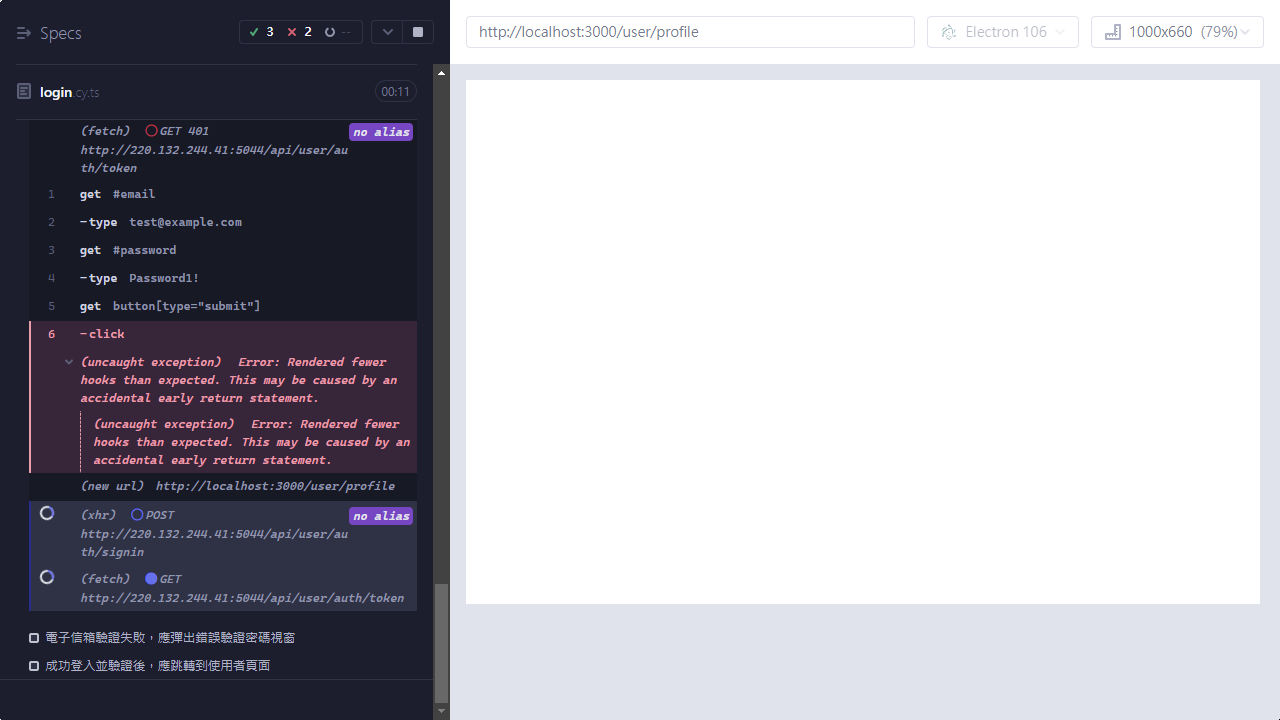 Specs
3 2 --
login.cy.ts
00:11
(fetch) GET 401 no alias
http://220.132.244.41:5044/api/user/au
th/token
1 get #email
2 -type test@example.com
3 get #password
4 -type Password1!
5 get button[type="submit"]
6 -click
(uncaught exception) Error: Rendered fewer
hooks than expected. This may be caused by an
accidental early return statement.
(uncaught exception) Error: Rendered fewer
hooks than expected. This may be caused by an
accidental early return statement.
(new url) http://localhost:3000/user/profile
(xhr) POST no alias
http://220.132.244.41:5044/api/user/au
th/signin
(fetch) GET
http://220.132.244.41:5044/api/user/auth/token
電子信箱驗證失敗，應彈出錯誤驗證密碼視窗
成功登入並驗證後，應跳轉到使用者頁面
http://localhost:3000/user/profile
Electron 106
1000x660 (79%)